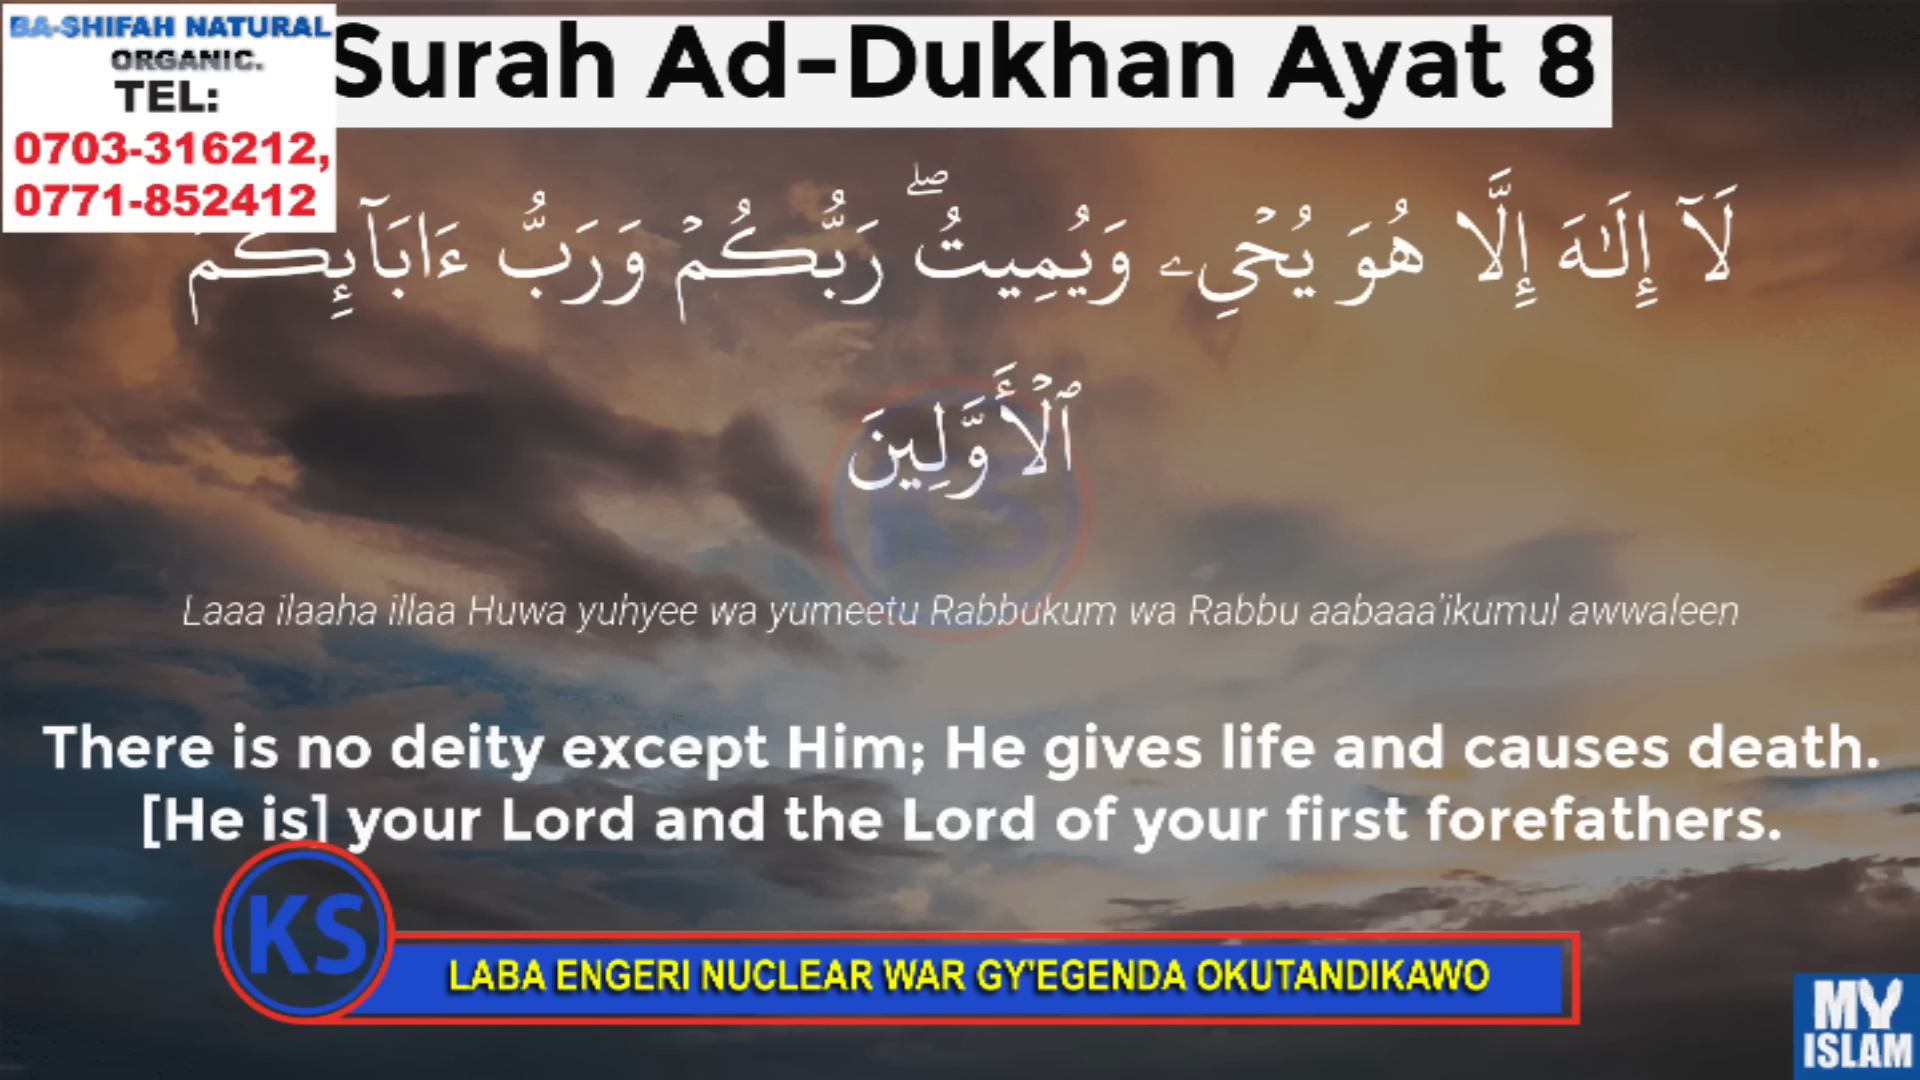 BA-SHIFAH NATURAL
ORGANIC.
TEL:
0703-316212,
0771-852412
Surah Ad-Dukhan Ayat 8
لَآ إِلَـٰهَ إِلَّا هُوَ يُحْىِۦ وَيُمِيتُ ۖ رَبُّكُمْ وَرَبُّ ءَابَآئِكُمُ
ٱلْأَوَّلِينَ
KS
Laaa ilaaha illaa Huwa yuhyee wa yumeetu Rabbukum wa Rabbu aabaaa'ikumul awwaleen
There is no deity except Him; He gives life and causes death.
[He is] your Lord and the Lord of your first forefathers.
KS
LABA ENGERI NUCLEAR WAR GY'EGENDA OKUTANDIKAWO
MY
ISLAM